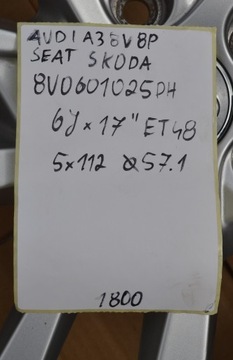 AUDI A3 8V 8P
SEAT SKODA
8V0601025DH
6J x 17" ET48
5x112 ø57.1
1800